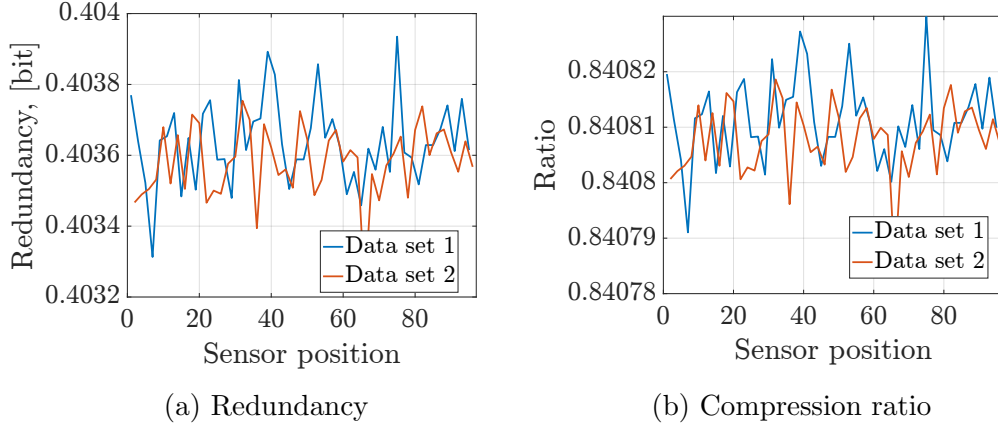 0.404
0.4038
0.4036
0.4034
0.4032
Redundancy, [bit]
0 20 40 60 80
Sensor position
Data set 1
Data set 2
(a) Redundancy
0.84082
0.84081
0.8408
0.84079
0.84078
Ratio
0 20 40 60 80
Sensor position
Data set 1
Data set 2
(b) Compression ratio